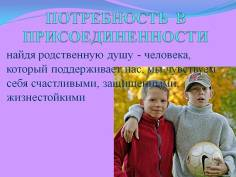 ПОТРЕБНОСТЬ В
ПРИСОЕДИНЕННОСТИ
найдя родственную душу - человека,
который поддерживает нас, мы чувствуем
себя счастливыми, защищенными,
жизнестойкими